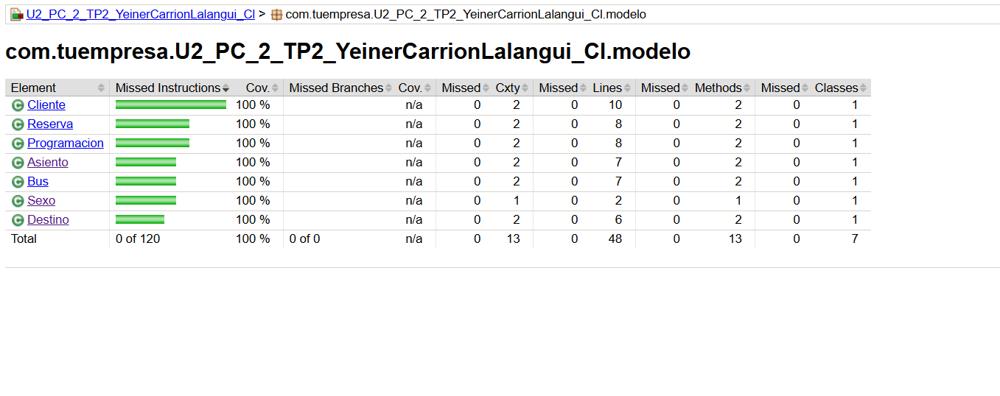 U2_PC_2_TP2_YeinerCarrionLalangui_CI > com.tuempresa.U2_PC_2_TP2_YeinerCarrionLalangui_CI.modelo
com.tuempresa.U2_PC_2_TP2_YeinerCarrionLalangui_CI.modelo
Element Missed Instructions Cov. Missed Branches Cov. Missed Cxty Missed Lines Missed Methods Missed Classes
C Cliente 100 % n/a 0 2 0 10 0 2 0 1
C Reserva 100 % n/a 0 2 0 8 0 2 0 1
C Programacion 100 % n/a 0 2 0 8 0 2 0 1
C Asiento 100 % n/a 0 2 0 7 0 2 0 1
C Bus 100 % n/a 0 2 0 7 0 2 0 1
C Sexo 100 % n/a 0 1 0 2 0 1 0 1
C Destino 100 % n/a 0 2 0 6 0 2 0 1
Total 0 of 120 100 % 0 of 0 n/a 0 13 0 48 0 13 0 7